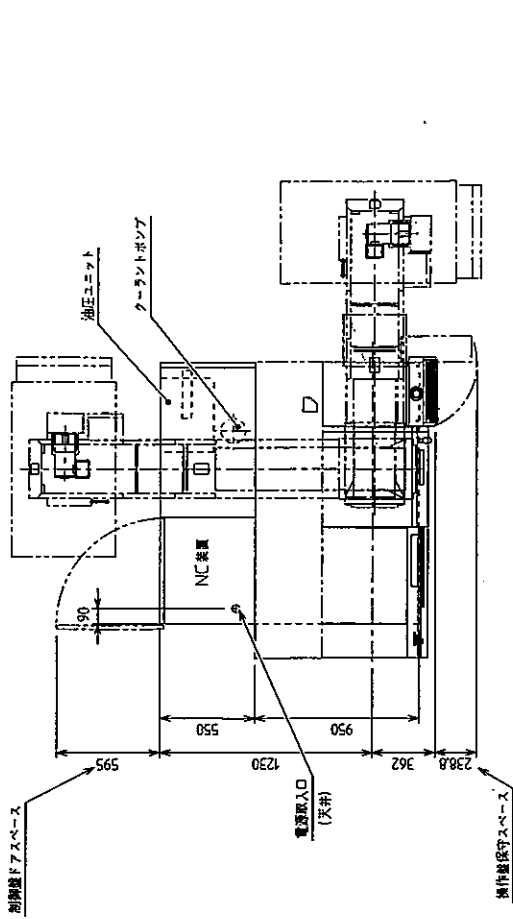 油圧ユニット
クーラントポンプ
NC装置
90
595
550
1230
950
362
238.8
電源取入口
(天井)
制御盤ドアスペース
操作盤保守スペース